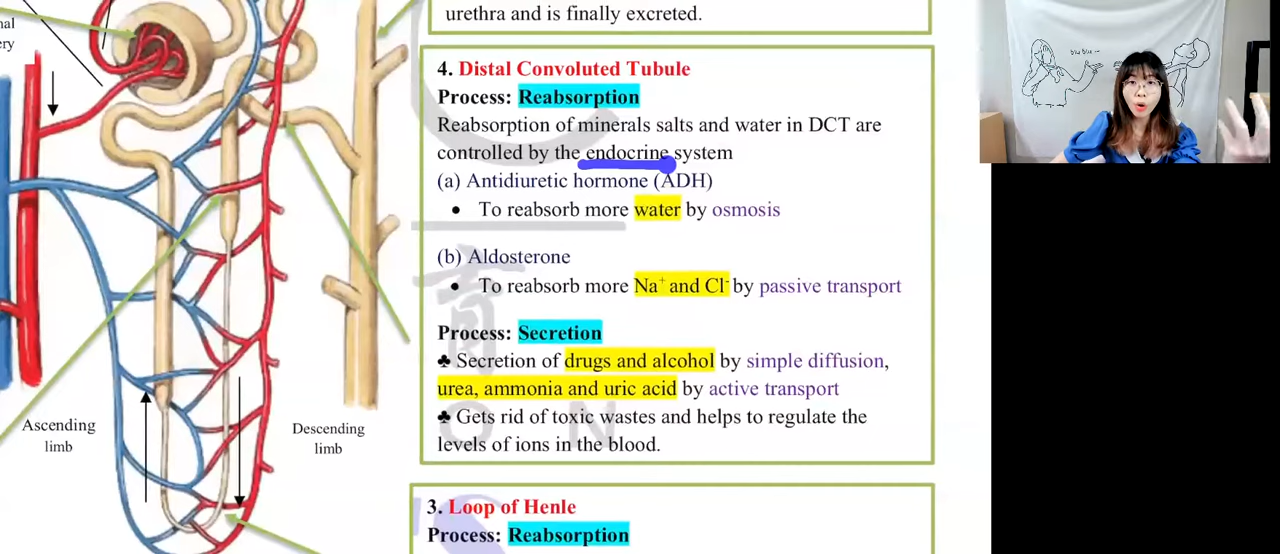 urethra and is finally excreted.
4. Distal Convoluted Tubule
Process: Reabsorption
Reabsorption of minerals salts and water in DCT are
controlled by the endocrine system
(a) Antidiuretic hormone (ADH)
• To reabsorb more water by osmosis
(b) Aldosterone
• To reabsorb more Na⁺ and Cl⁻ by passive transport
Process: Secretion
♣ Secretion of drugs and alcohol by simple diffusion,
urea, ammonia and uric acid by active transport
♣ Gets rid of toxic wastes and helps to regulate the
levels of ions in the blood.
3. Loop of Henle
Process: Reabsorption
Ascending
limb
Descending
limb
育
O N